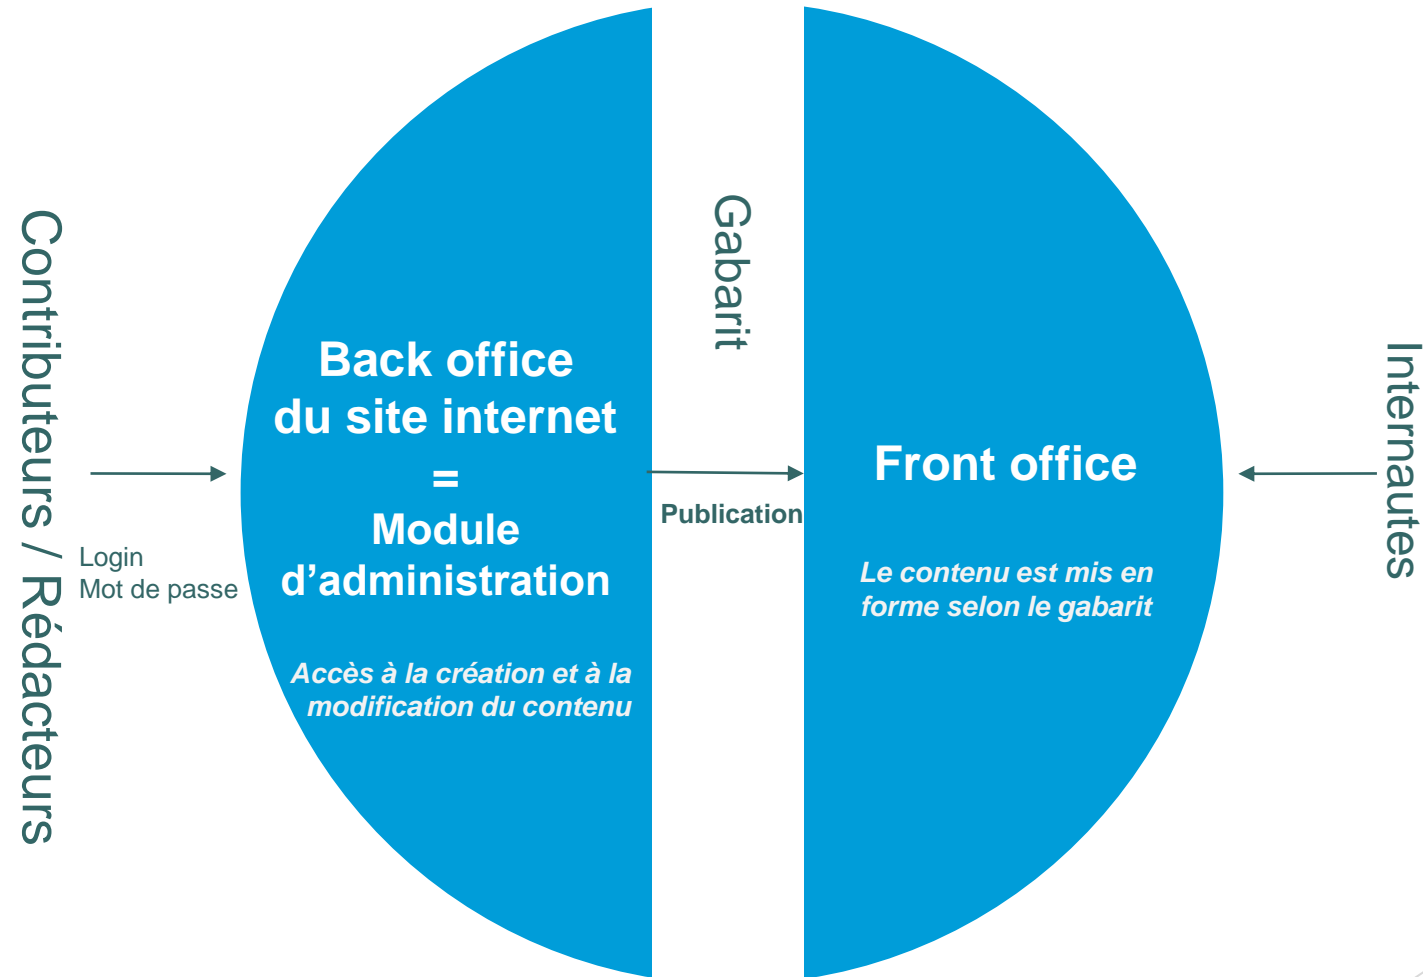 Contributeurs / Rédacteurs
Login
Mot de passe
Back office
du site internet
=
Module
d’administration
Accès à la création et à la
modification du contenu
Gabarit
Publication
Front office
Le contenu est mis en
forme selon le gabarit
Internautes